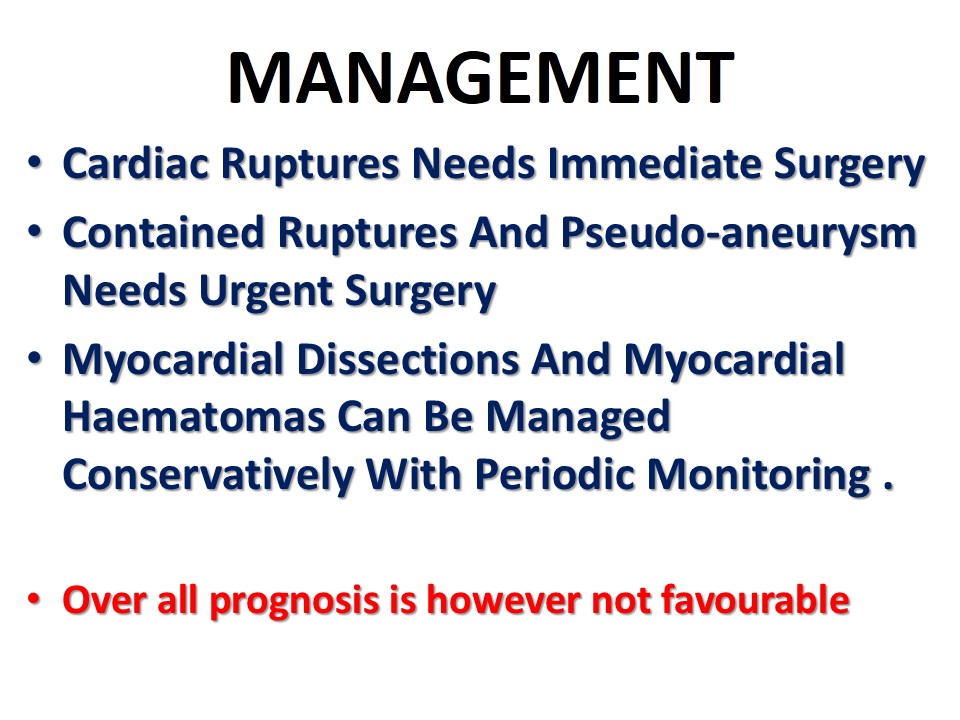 MANAGEMENT
• Cardiac Ruptures Needs Immediate Surgery
• Contained Ruptures And Pseudo-aneurysm
Needs Urgent Surgery
• Myocardial Dissections And Myocardial
Haematomas Can Be Managed
Conservatively With Periodic Monitoring .
• Over all prognosis is however not favourable